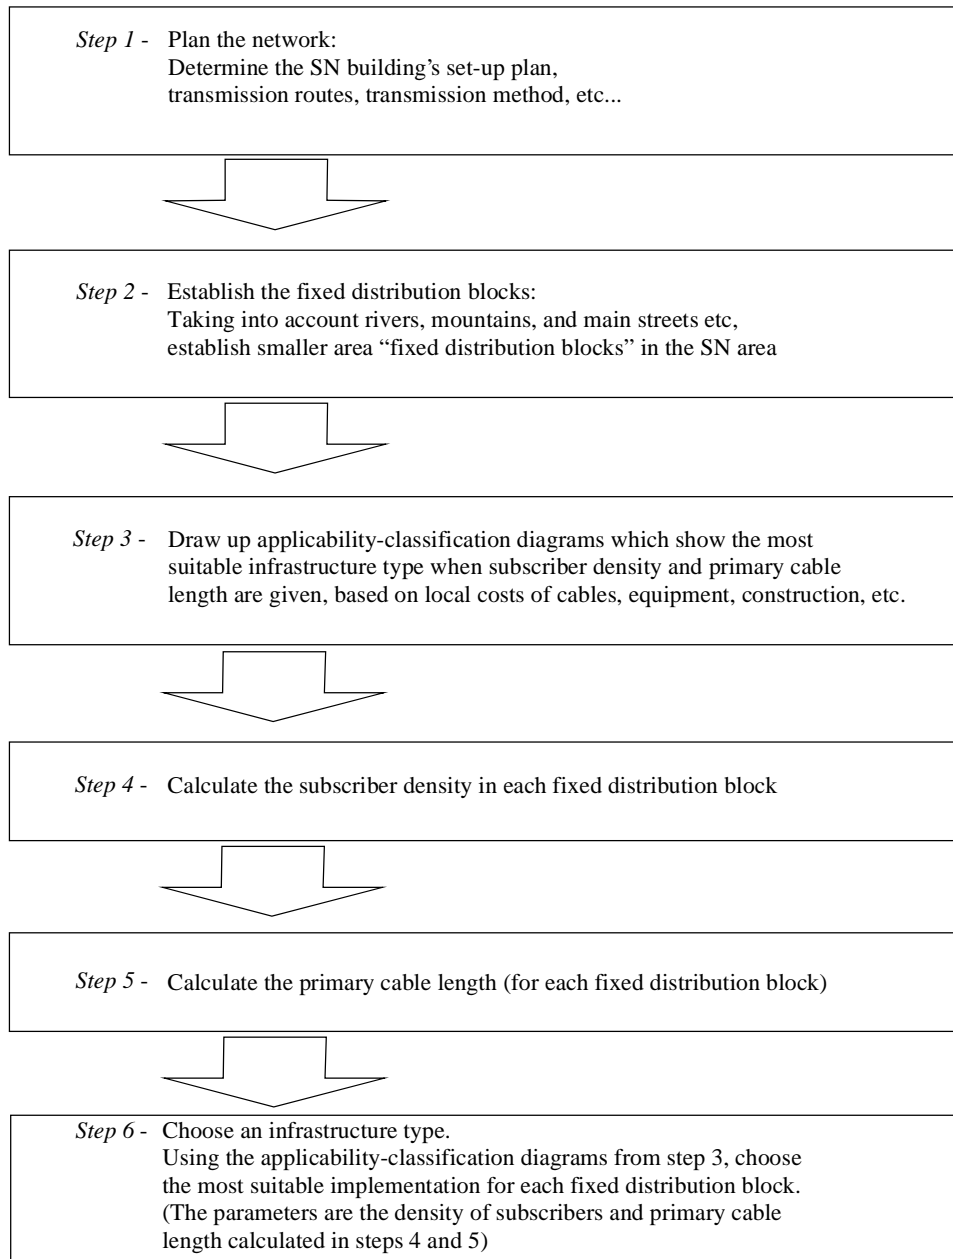 Step 1 - Plan the network:
Determine the SN building's set-up plan,
transmission routes, transmission method, etc...
Step 2 - Establish the fixed distribution blocks:
Taking into account rivers, mountains, and main streets etc,
establish smaller area “fixed distribution blocks” in the SN area
Step 3 - Draw up applicability-classification diagrams which show the most
suitable infrastructure type when subscriber density and primary cable
length are given, based on local costs of cables, equipment, construction, etc.
Step 4 - Calculate the subscriber density in each fixed distribution block
Step 5 - Calculate the primary cable length (for each fixed distribution block)
Step 6 - Choose an infrastructure type.
Using the applicability-classification diagrams from step 3, choose
the most suitable implementation for each fixed distribution block.
(The parameters are the density of subscribers and primary cable
length calculated in steps 4 and 5)